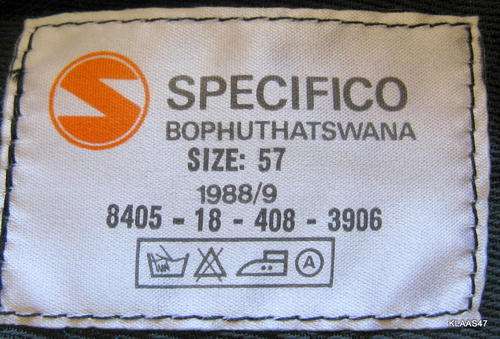 SPECIFICO
BOPHUTHATSWANA
SIZE: 57
1988/9
8405 - 18 - 408 - 3906
A
KLAAS47